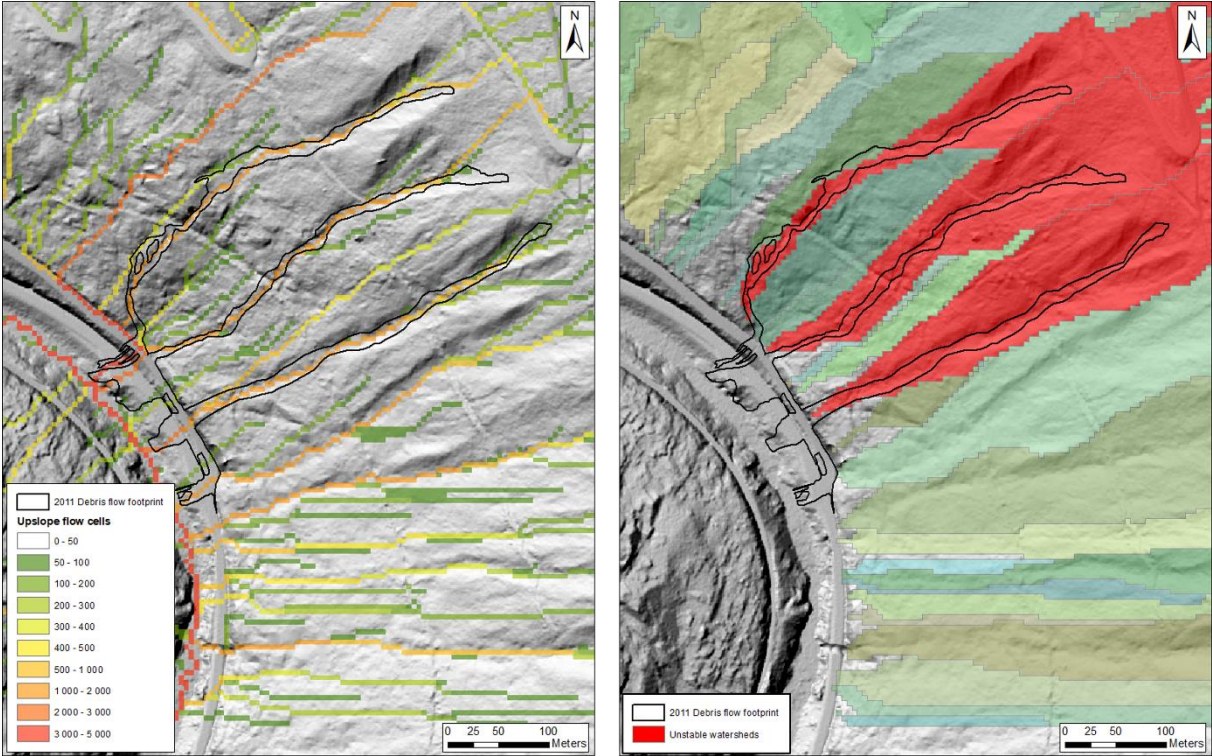 N
2011 Debris flow footprint
Upslope flow cells
0 - 50
50 - 100
100 - 200
200 - 300
300 - 400
400 - 500
500 - 1 000
1 000 - 2 000
2 000 - 3 000
3 000 - 5 000
0 25 50 100
Meters
N
2011 Debris flow footprint
Unstable watersheds
0 25 50 100
Meters